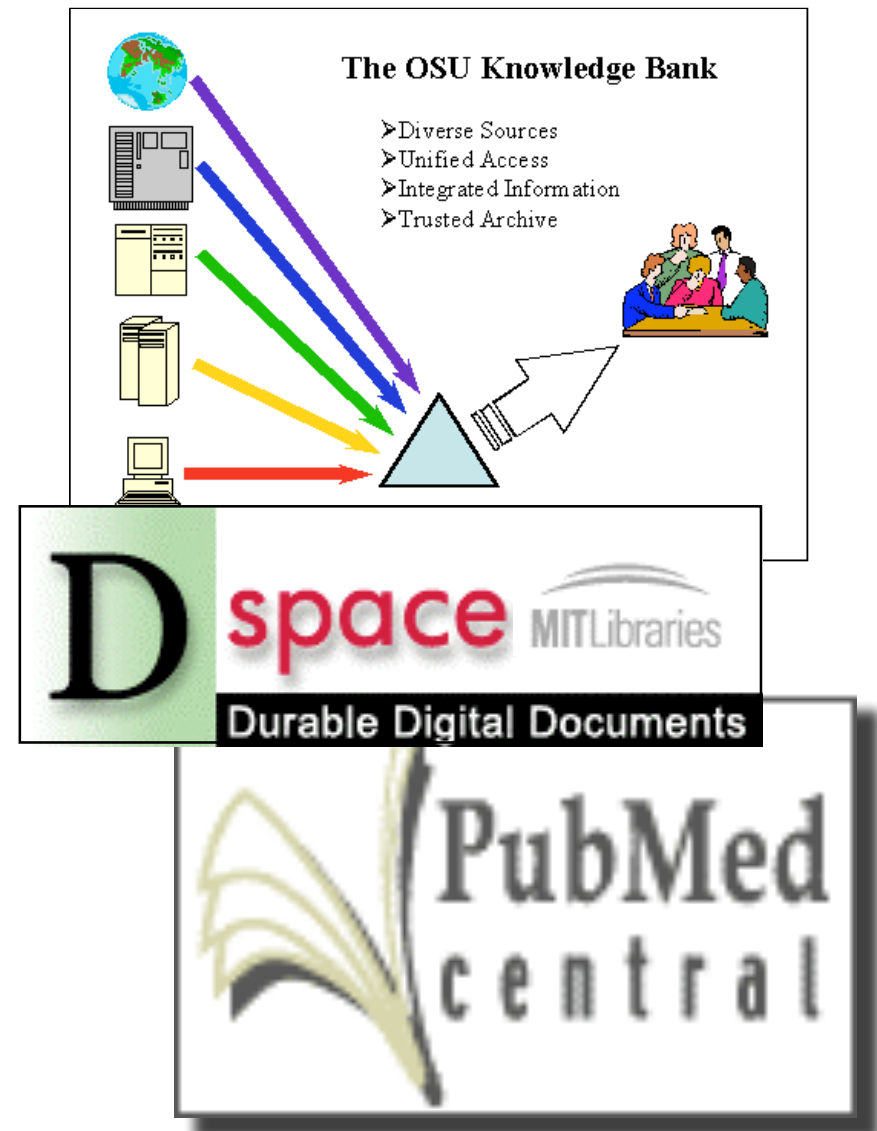 The OSU Knowledge Bank
➢Diverse Sources
➢Unified Access
➢Integrated Information
➢Trusted Archive
D space MITLibraries
Durable Digital Documents
PubMed
central